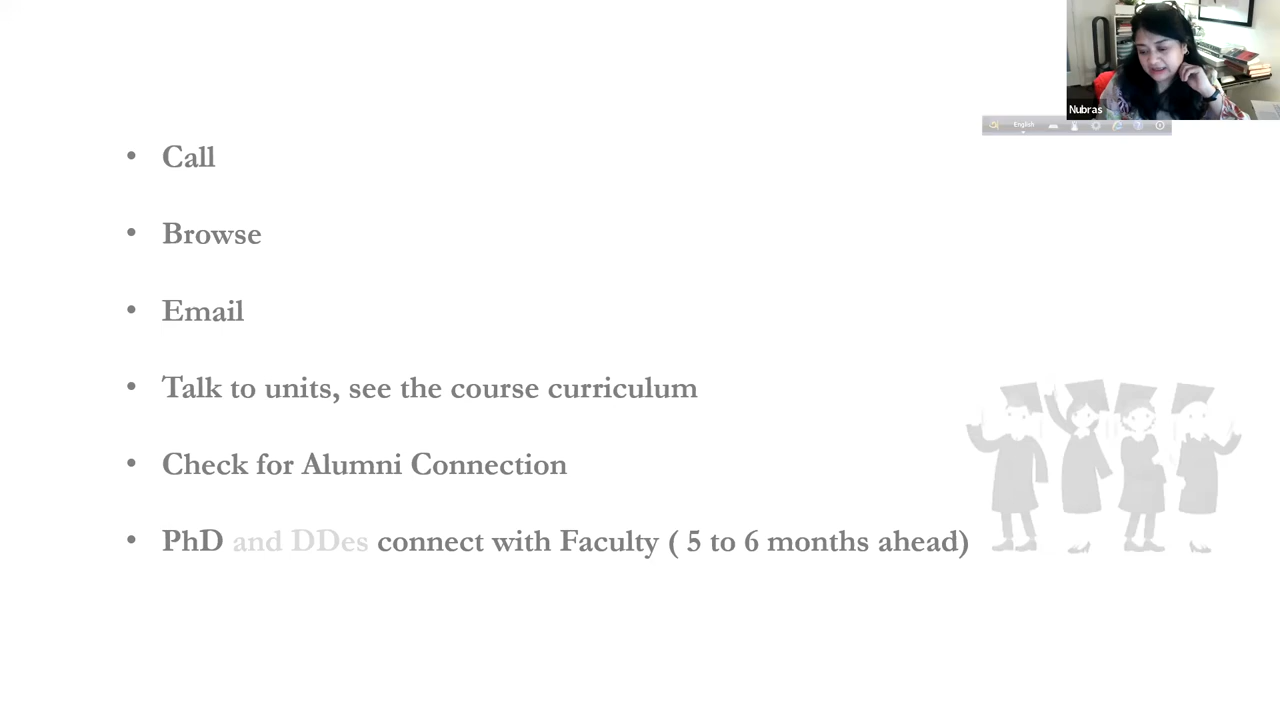 Nubras
English
• Call
• Browse
• Email
• Talk to units, see the course curriculum
• Check for Alumni Connection
• PhD and DDes connect with Faculty ( 5 to 6 months ahead)